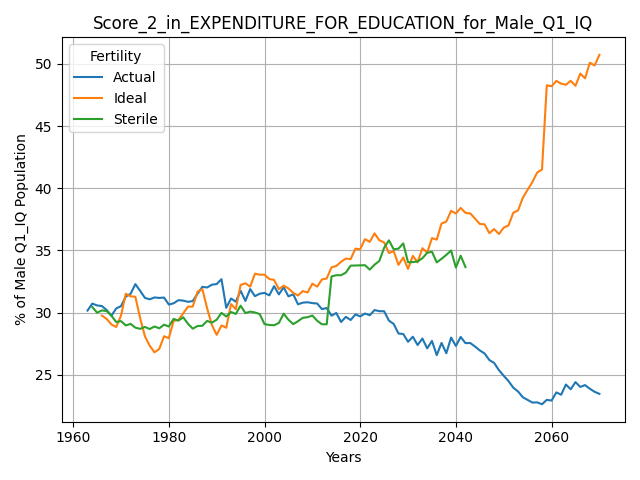 Score_2_in_EXPENDITURE_FOR_EDUCATION_for_Male_Q1_IQ
Fertility
Actual
Ideal
Sterile
% of Male Q1_IQ Population
50
45
40
35
30
25
1960
1980
2000
2020
2040
2060
Years